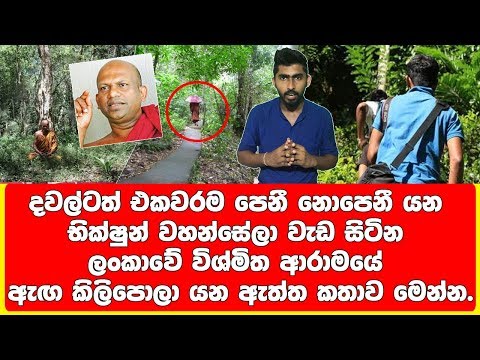 දවල්ටත් එකවරම පෙනී නොපෙනී යන
භික්ෂුන් වහන්සේලා වැඩ සිටින
ලංකාවේ විශ්මිත ආරාමයේ
ඇඟ කිලිපොලා යන ඇත්ත කතාව මෙන්න.